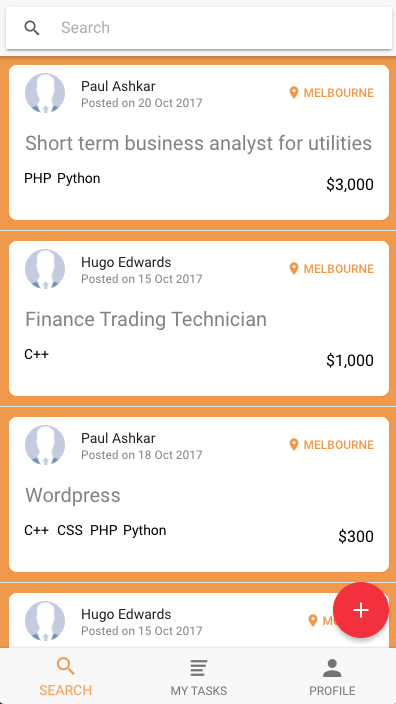 Search
Paul Ashkar
Posted on 20 Oct 2017
MELBOURNE
Short term business analyst for utilities
PHP Python
$3,000
Hugo Edwards
Posted on 15 Oct 2017
MELBOURNE
Finance Trading Technician
C++
$1,000
Paul Ashkar
Posted on 18 Oct 2017
MELBOURNE
Wordpress
C++ CSS PHP Python
$300
Hugo Edwards
Posted on 15 Oct 2017
SEARCH
MY TASKS
PROFILE